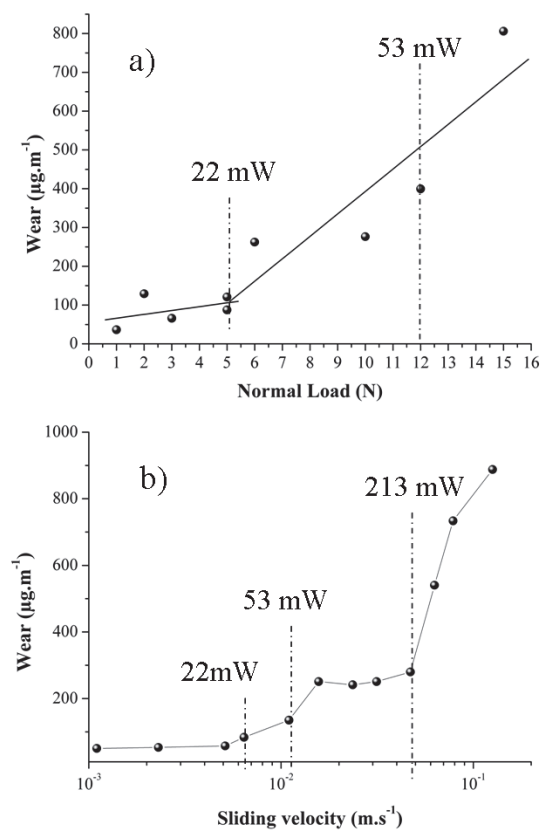 a)
53 mW
22 mW
Wear (µg.m⁻¹)
800
700
600
500
400
300
200
100
0
0 1 2 3 4 5 6 7 8 9 10 11 12 13 14 15 16
Normal Load (N)
b)
213 mW
53 mW
22mW
Wear (µg.m⁻¹)
1000
800
600
400
200
10⁻³ 10⁻² 10⁻¹
Sliding velocity (m.s⁻¹)